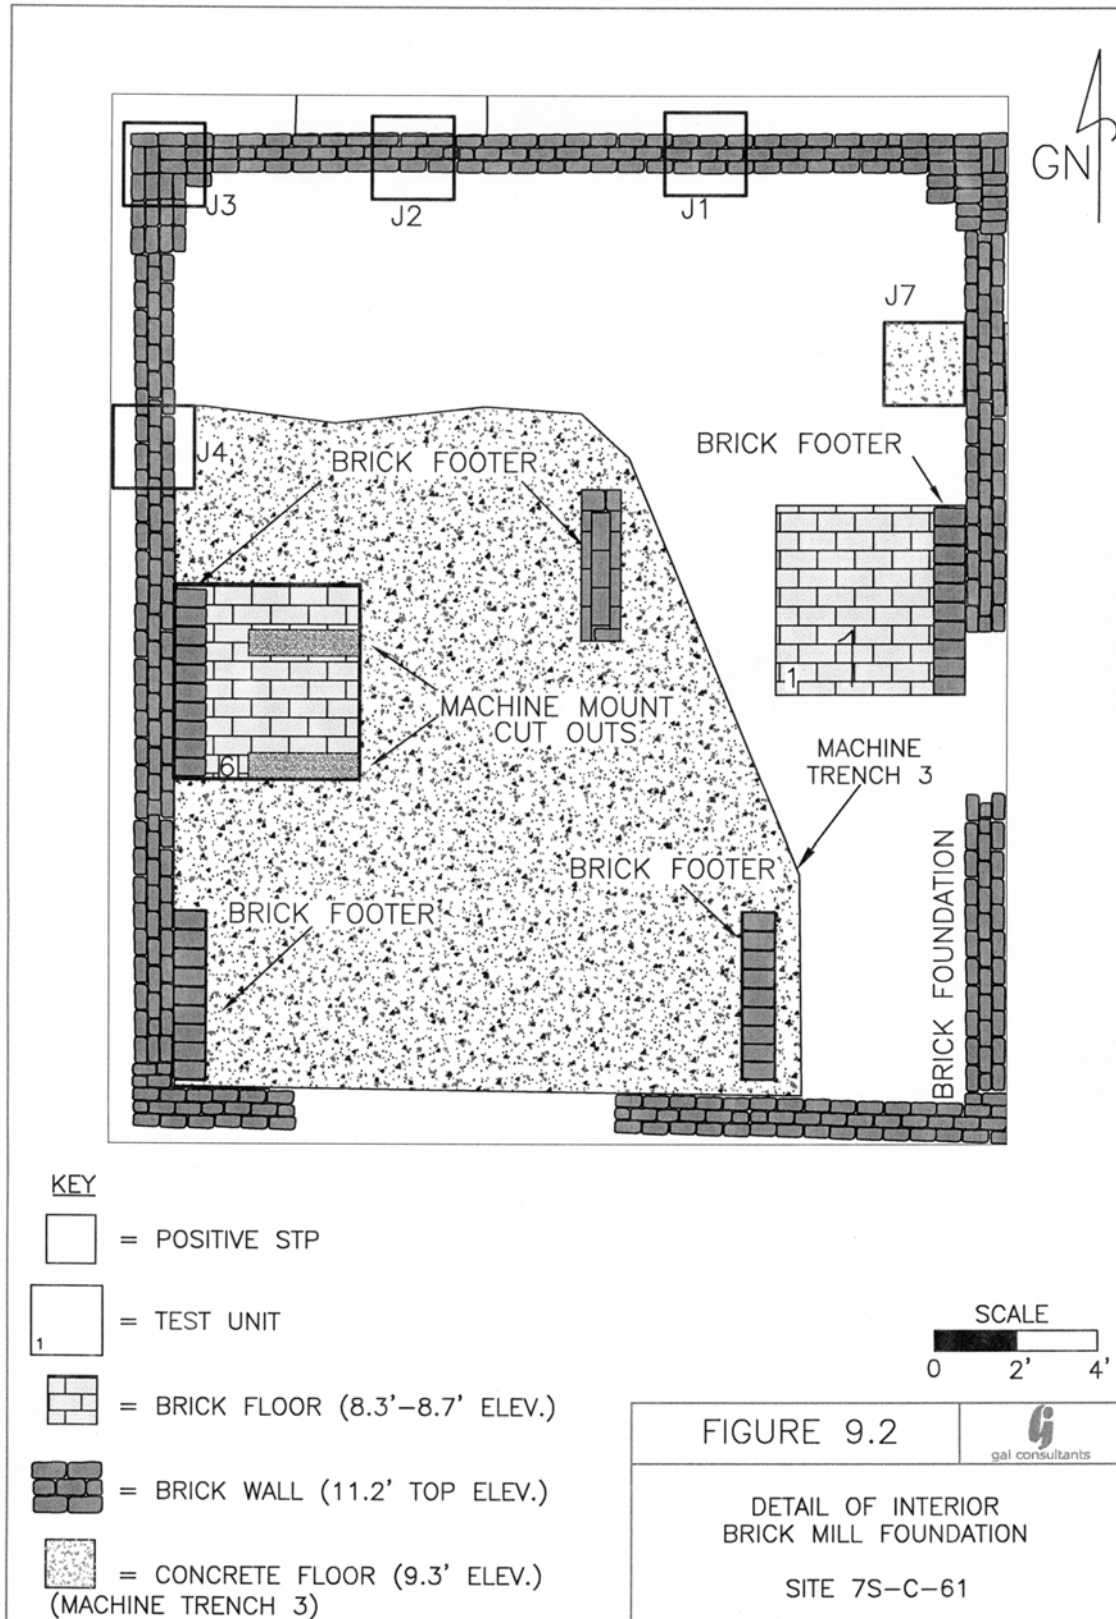 GN
J3
J2
J1
J7
J4
BRICK FOOTER
BRICK FOOTER
MACHINE MOUNT
CUT OUTS
6
1
1
MACHINE
TRENCH 3
BRICK FOOTER
BRICK FOOTER
BRICK FOUNDATION
KEY
= POSITIVE STP
1
= TEST UNIT
= BRICK FLOOR (8.3'–8.7' ELEV.)
= BRICK WALL (11.2' TOP ELEV.)
= CONCRETE FLOOR (9.3' ELEV.)
(MACHINE TRENCH 3)
SCALE
0 2' 4'
FIGURE 9.2
gai consultants
DETAIL OF INTERIOR
BRICK MILL FOUNDATION
SITE 7S–C–61